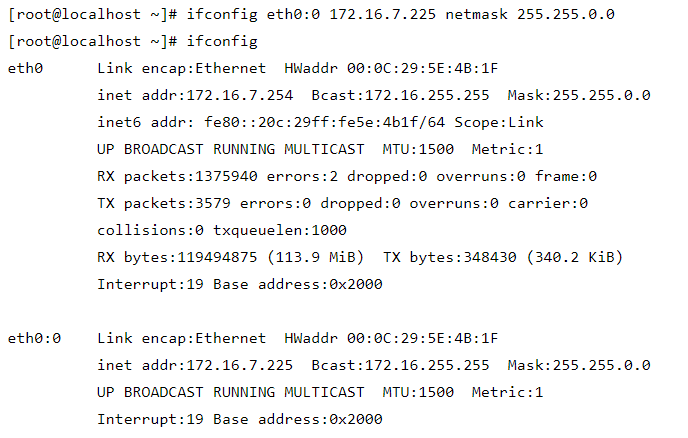 [root@localhost ~]# ifconfig eth0:0 172.16.7.225 netmask 255.255.0.0
[root@localhost ~]# ifconfig
eth0      Link encap:Ethernet  HWaddr 00:0C:29:5E:4B:1F
          inet addr:172.16.7.254  Bcast:172.16.255.255  Mask:255.255.0.0
          inet6 addr: fe80::20c:29ff:fe5e:4b1f/64 Scope:Link
          UP BROADCAST RUNNING MULTICAST  MTU:1500  Metric:1
          RX packets:1375940 errors:2 dropped:0 overruns:0 frame:0
          TX packets:3579 errors:0 dropped:0 overruns:0 carrier:0
          collisions:0 txqueuelen:1000
          RX bytes:119494875 (113.9 MiB)  TX bytes:348430 (340.2 KiB)
          Interrupt:19 Base address:0x2000

eth0:0    Link encap:Ethernet  HWaddr 00:0C:29:5E:4B:1F
          inet addr:172.16.7.225  Bcast:172.16.255.255  Mask:255.255.0.0
          UP BROADCAST RUNNING MULTICAST  MTU:1500  Metric:1
          Interrupt:19 Base address:0x2000